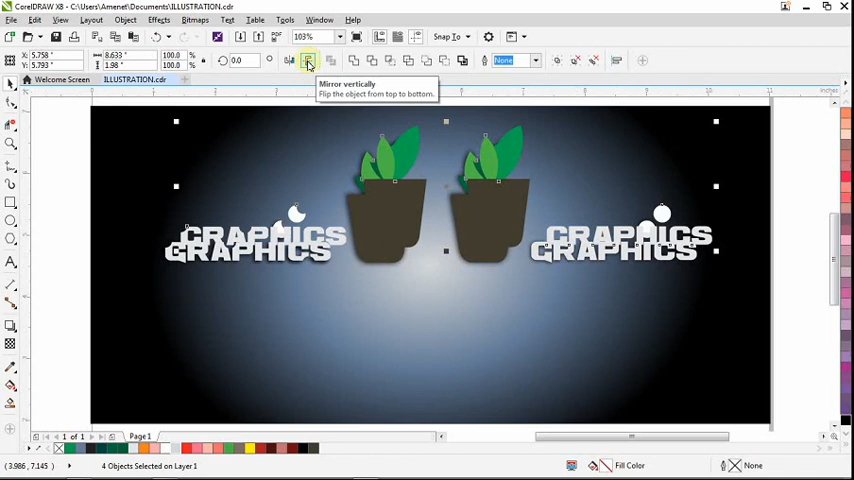 CorelDRAW X8 - C:\Users\Amenet\Documents\ILLUSTRATION.cdr
File Edit View Layout Object Effects Bitmaps Text Table Tools Window Help
PDF 103% Snap To
X: 5.758 " 8.633 " 100.0 %
Y: 5.793 " 1.98 " 100.0 %
0.0 None
Welcome Screen ILLUSTRATION.cdr
Mirror vertically
Flip the object from top to bottom.
inches
GRAPHICS GRAPHICS
GRAPHICS GRAPHICS
1 of 1 Page 1
(3.986, 7.145) 4 Objects Selected on Layer 1 Fill Color None